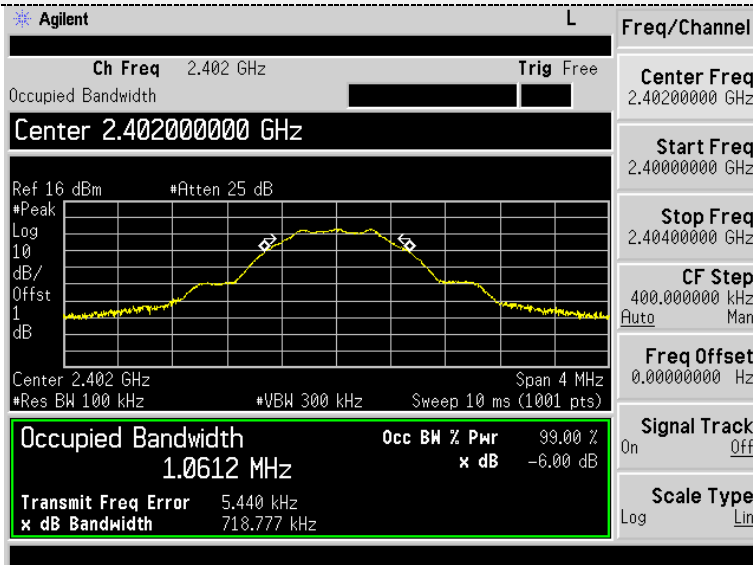 Agilent
L
Freq/Channel
Ch Freq 2.402 GHz Trig Free
Occupied Bandwidth
Center 2.402000000 GHz
Ref 16 dBm #Atten 25 dB
#Peak
Log
10
dB/
Offst
1
dB
Center 2.402 GHz Span 4 MHz
#Res BW 100 kHz #VBW 300 kHz Sweep 10 ms (1001 pts)
Occupied Bandwidth Occ BW % Pwr 99.00 %
1.0612 MHz x dB -6.00 dB
Transmit Freq Error 5.440 kHz
x dB Bandwidth 718.777 kHz
Center Freq
2.40200000 GHz
Start Freq
2.40000000 GHz
Stop Freq
2.40400000 GHz
CF Step
400.000000 kHz
Auto Man
Freq Offset
0.00000000 Hz
Signal Track
On Off
Scale Type
Log Lin